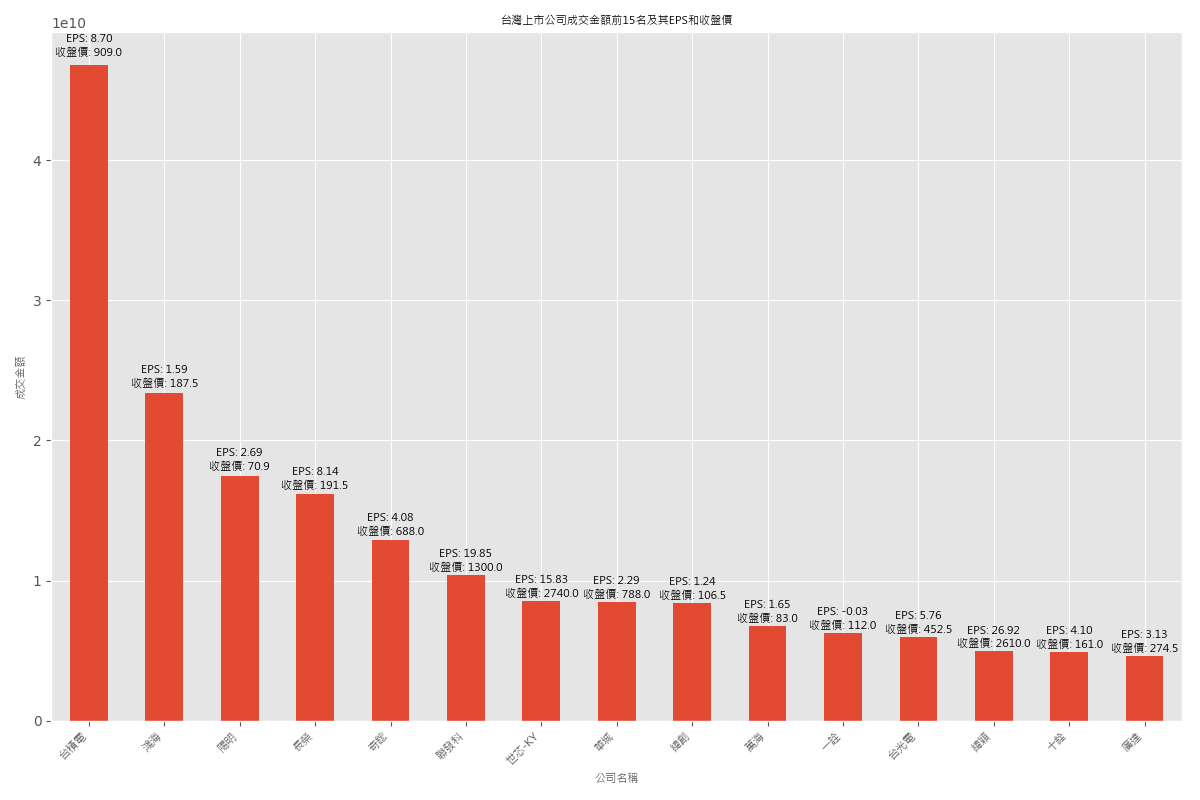 台灣上市公司成交金額前15名及其EPS和收盤價
1e10
EPS: 8.70
收盤價: 909.0
EPS: 1.59
收盤價: 187.5
EPS: 2.69
收盤價: 70.9
EPS: 8.14
收盤價: 191.5
EPS: 4.08
收盤價: 688.0
EPS: 19.85
收盤價: 1300.0
EPS: 15.83
收盤價: 2740.0
EPS: 2.29
收盤價: 788.0
EPS: 1.24
收盤價: 106.5
EPS: 1.65
收盤價: 83.0
EPS: -0.03
收盤價: 112.0
EPS: 5.76
收盤價: 452.5
EPS: 26.92
收盤價: 2610.0
EPS: 4.10
收盤價: 161.0
EPS: 3.13
收盤價: 274.5
4
3
2
1
0
成交金額
台積電
鴻海
陽明
長榮
奇鋐
聯發科
世芯-KY
華城
緯創
萬海
一詮
台光電
緯穎
十銓
廣達
公司名稱